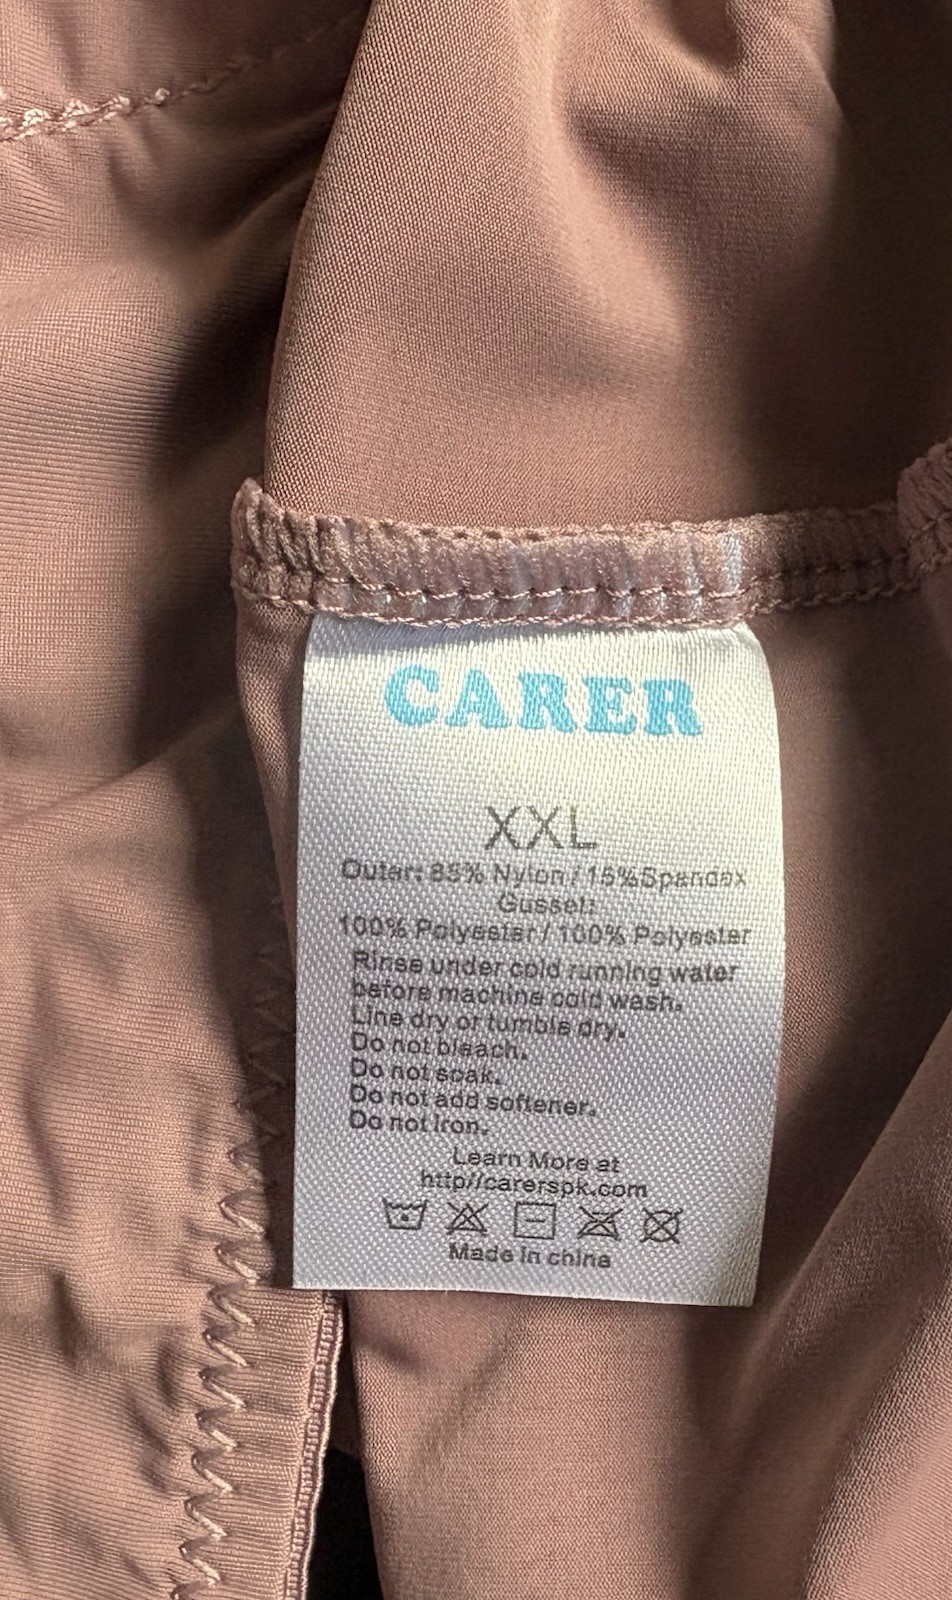 CARER
XXL
Outer: 85% Nylon / 15%Spandex
Gusset:
100% Polyester / 100% Polyester
Rinse under cold running water
before machine cold wash.
Line dry or tumble dry.
Do not bleach.
Do not soak.
Do not add softener.
Do not iron.
Learn More at
http//carerspk.com
Made in china